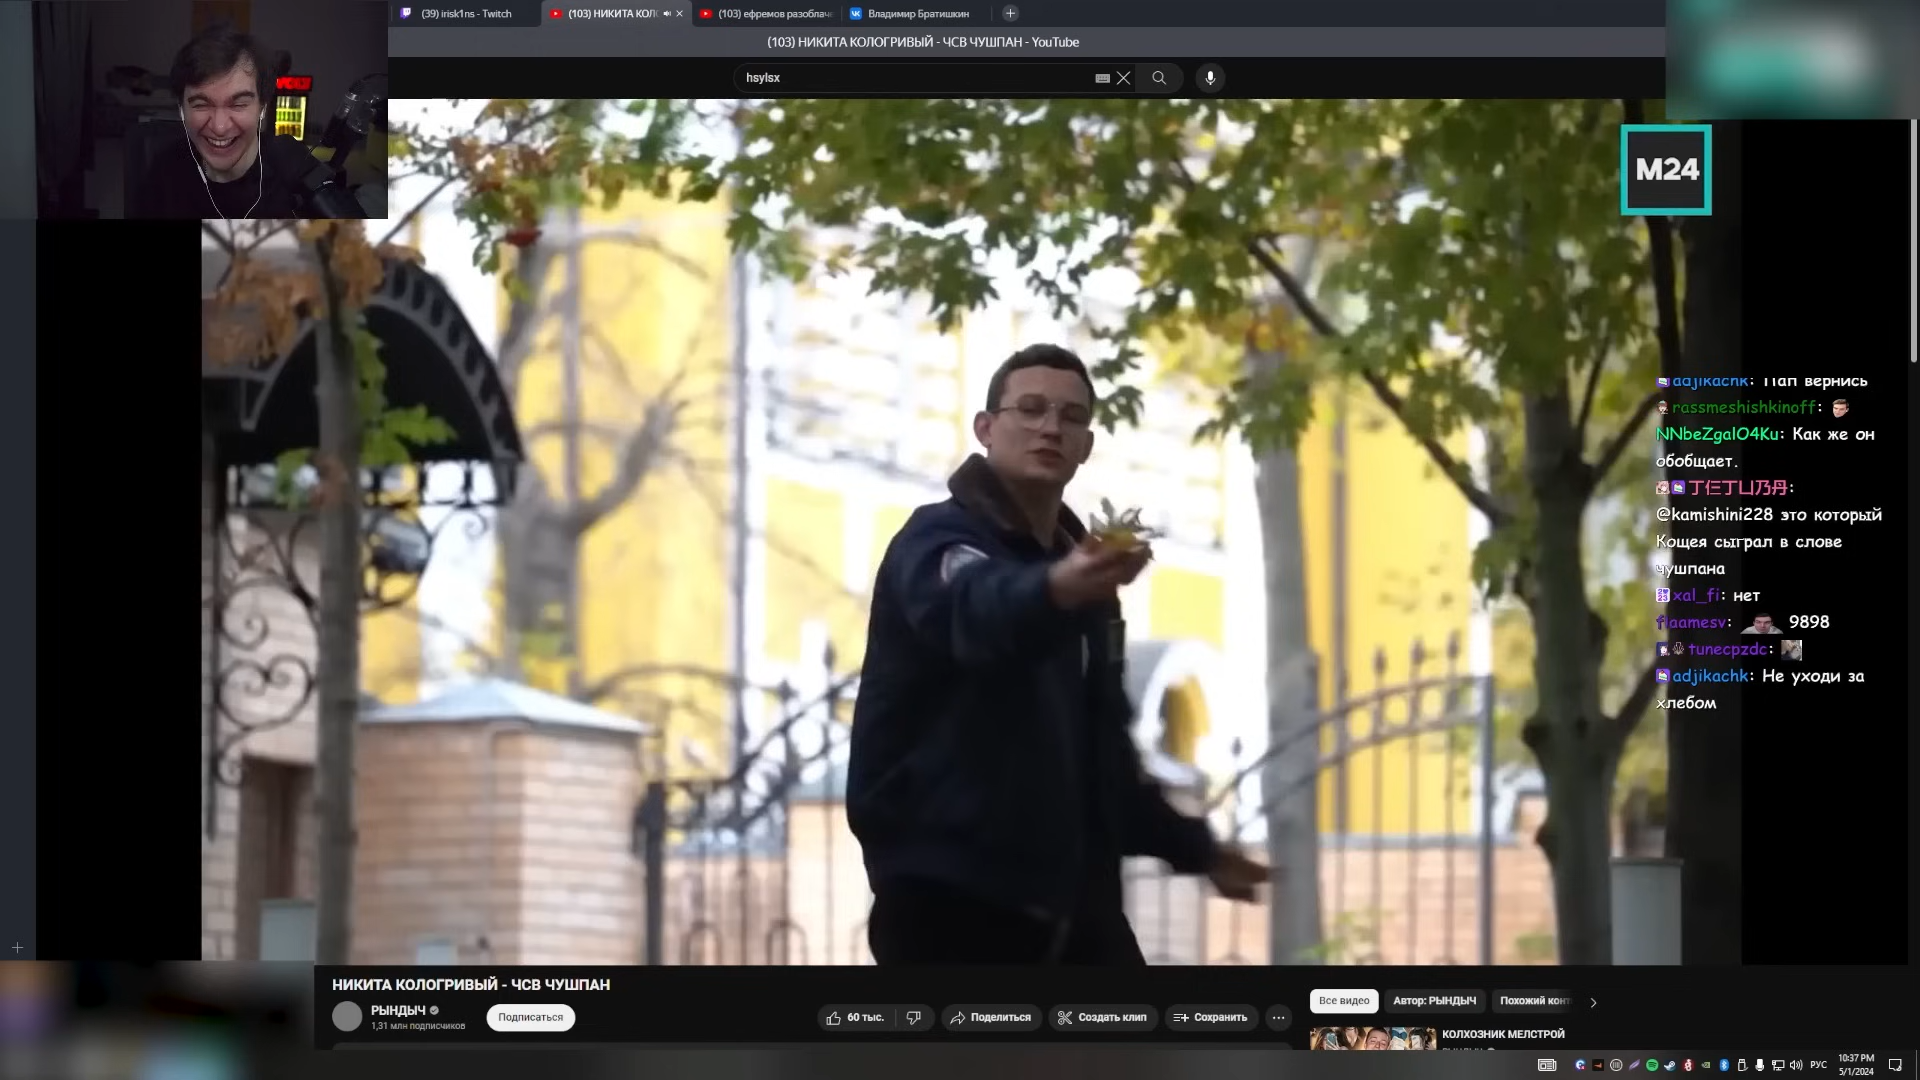 (39) irisk1ns - Twitch
(103) НИКИТА КОЛ
(103) ефремов разоблач
Владимир Братишкин
(103) НИКИТА КОЛОГРИВЫЙ - ЧСВ ЧУШПАН - YouTube
hsylsx
M24
adjikachk: Пап вернись
rassmeshishkinoff:
NNbeZgalO4Ku: Как же он
обобщает.
@kamishini228 это который
Кощея сыграл в слове
чушпана
xal_fi: нет
flaamesv: 9898
tunecpzdc:
adjikachk: Не уходи за
хлебом
НИКИТА КОЛОГРИВЫЙ - ЧСВ ЧУШПАН
РЫНДЫЧ
1,31 млн подписчиков
Подписаться
60 тыс.
Поделиться
Создать клип
Сохранить
Все видео
Автор: РЫНДЫЧ
Похожий конт
КОЛХОЗНИК МЕЛСТРОЙ
РУС
10:37 PM
5/1/2024